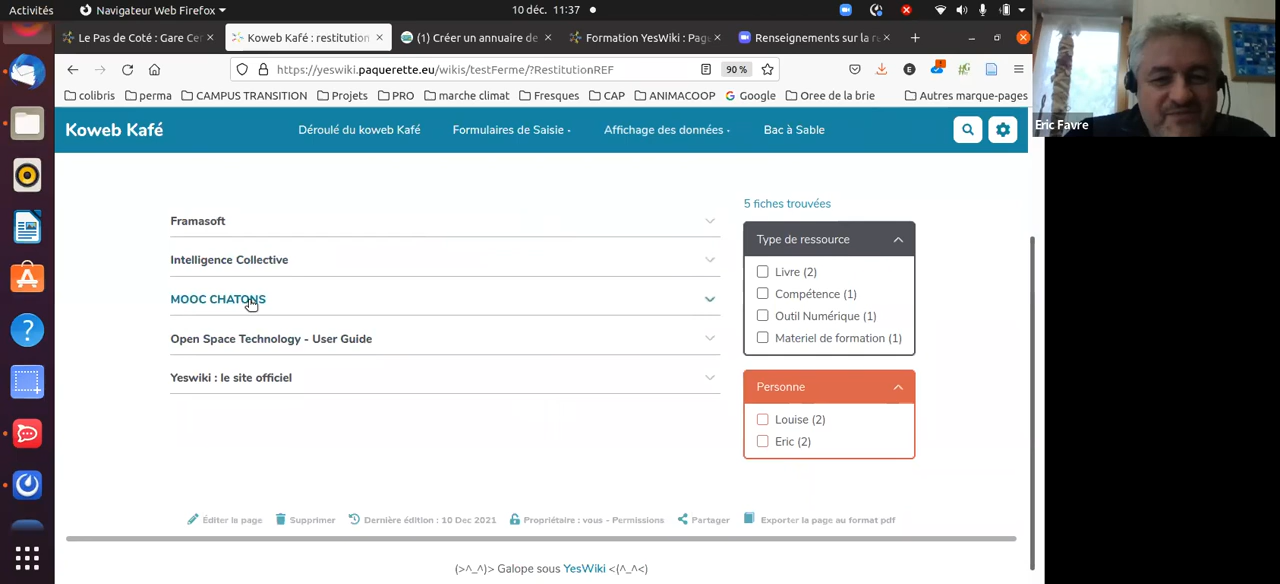 Activités
Navigateur Web Firefox
10 déc. 11:37
Le Pas de Coté : Gare Cer
Koweb Kafé : restitution
(1) Créer un annuaire de
Formation YesWiki : Pag
Renseignements sur la r
https://yeswiki.paquerette.eu/wikis/testFerme/?RestitutionREF
90 %
colibris
perma
CAMPUS TRANSITION
Projets
PRO
marche climat
Fresques
CAP
ANIMACOOP
Google
Oree de la brie
Autres marque-pages
Eric Favre
Koweb Kafé
Déroulé du koweb Kafé
Formulaires de Saisie
Affichage des données
Bac à Sable
5 fiches trouvées
Framasoft
Intelligence Collective
MOOC CHATONS
Open Space Technology - User Guide
Yeswiki : le site officiel
Type de ressource
Livre (2)
Compétence (1)
Outil Numérique (1)
Materiel de formation (1)
Personne
Louise (2)
Eric (2)
Éditer la page
Supprimer
Dernière édition : 10 Dec 2021
Propriétaire : vous - Permissions
Partager
Exporter la page au format pdf
(>^_^)> Galope sous YesWiki <(^_^<)